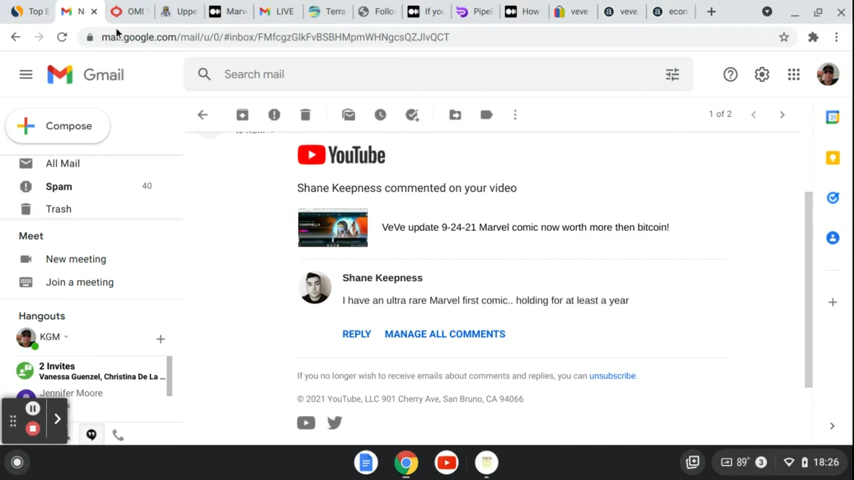 Top
N
OMI
Uppe
Marv
LIVE
Terra
Follo
If you
Pipef
How
veve
veve.
ecom
mail.google.com/mail/u/0/#inbox/FMfcgzGlkFvBSBHMpmWHNgcsQZJlvQCT
Gmail
Search mail
Compose
1 of 2
All Mail
Spam 40
Trash
Meet
New meeting
Join a meeting
Hangouts
KGM
2 Invites
Vanessa Guenzel, Christina De La ...
Jennifer Moore
YouTube
Shane Keepness commented on your video
VeVe update 9-24-21 Marvel comic now worth more then bitcoin!
Shane Keepness
I have an ultra rare Marvel first comic.. holding for at least a year
REPLY MANAGE ALL COMMENTS
If you no longer wish to receive emails about comments and replies, you can unsubscribe.
© 2021 YouTube, LLC 901 Cherry Ave, San Bruno, CA 94066
89° 3 18:26